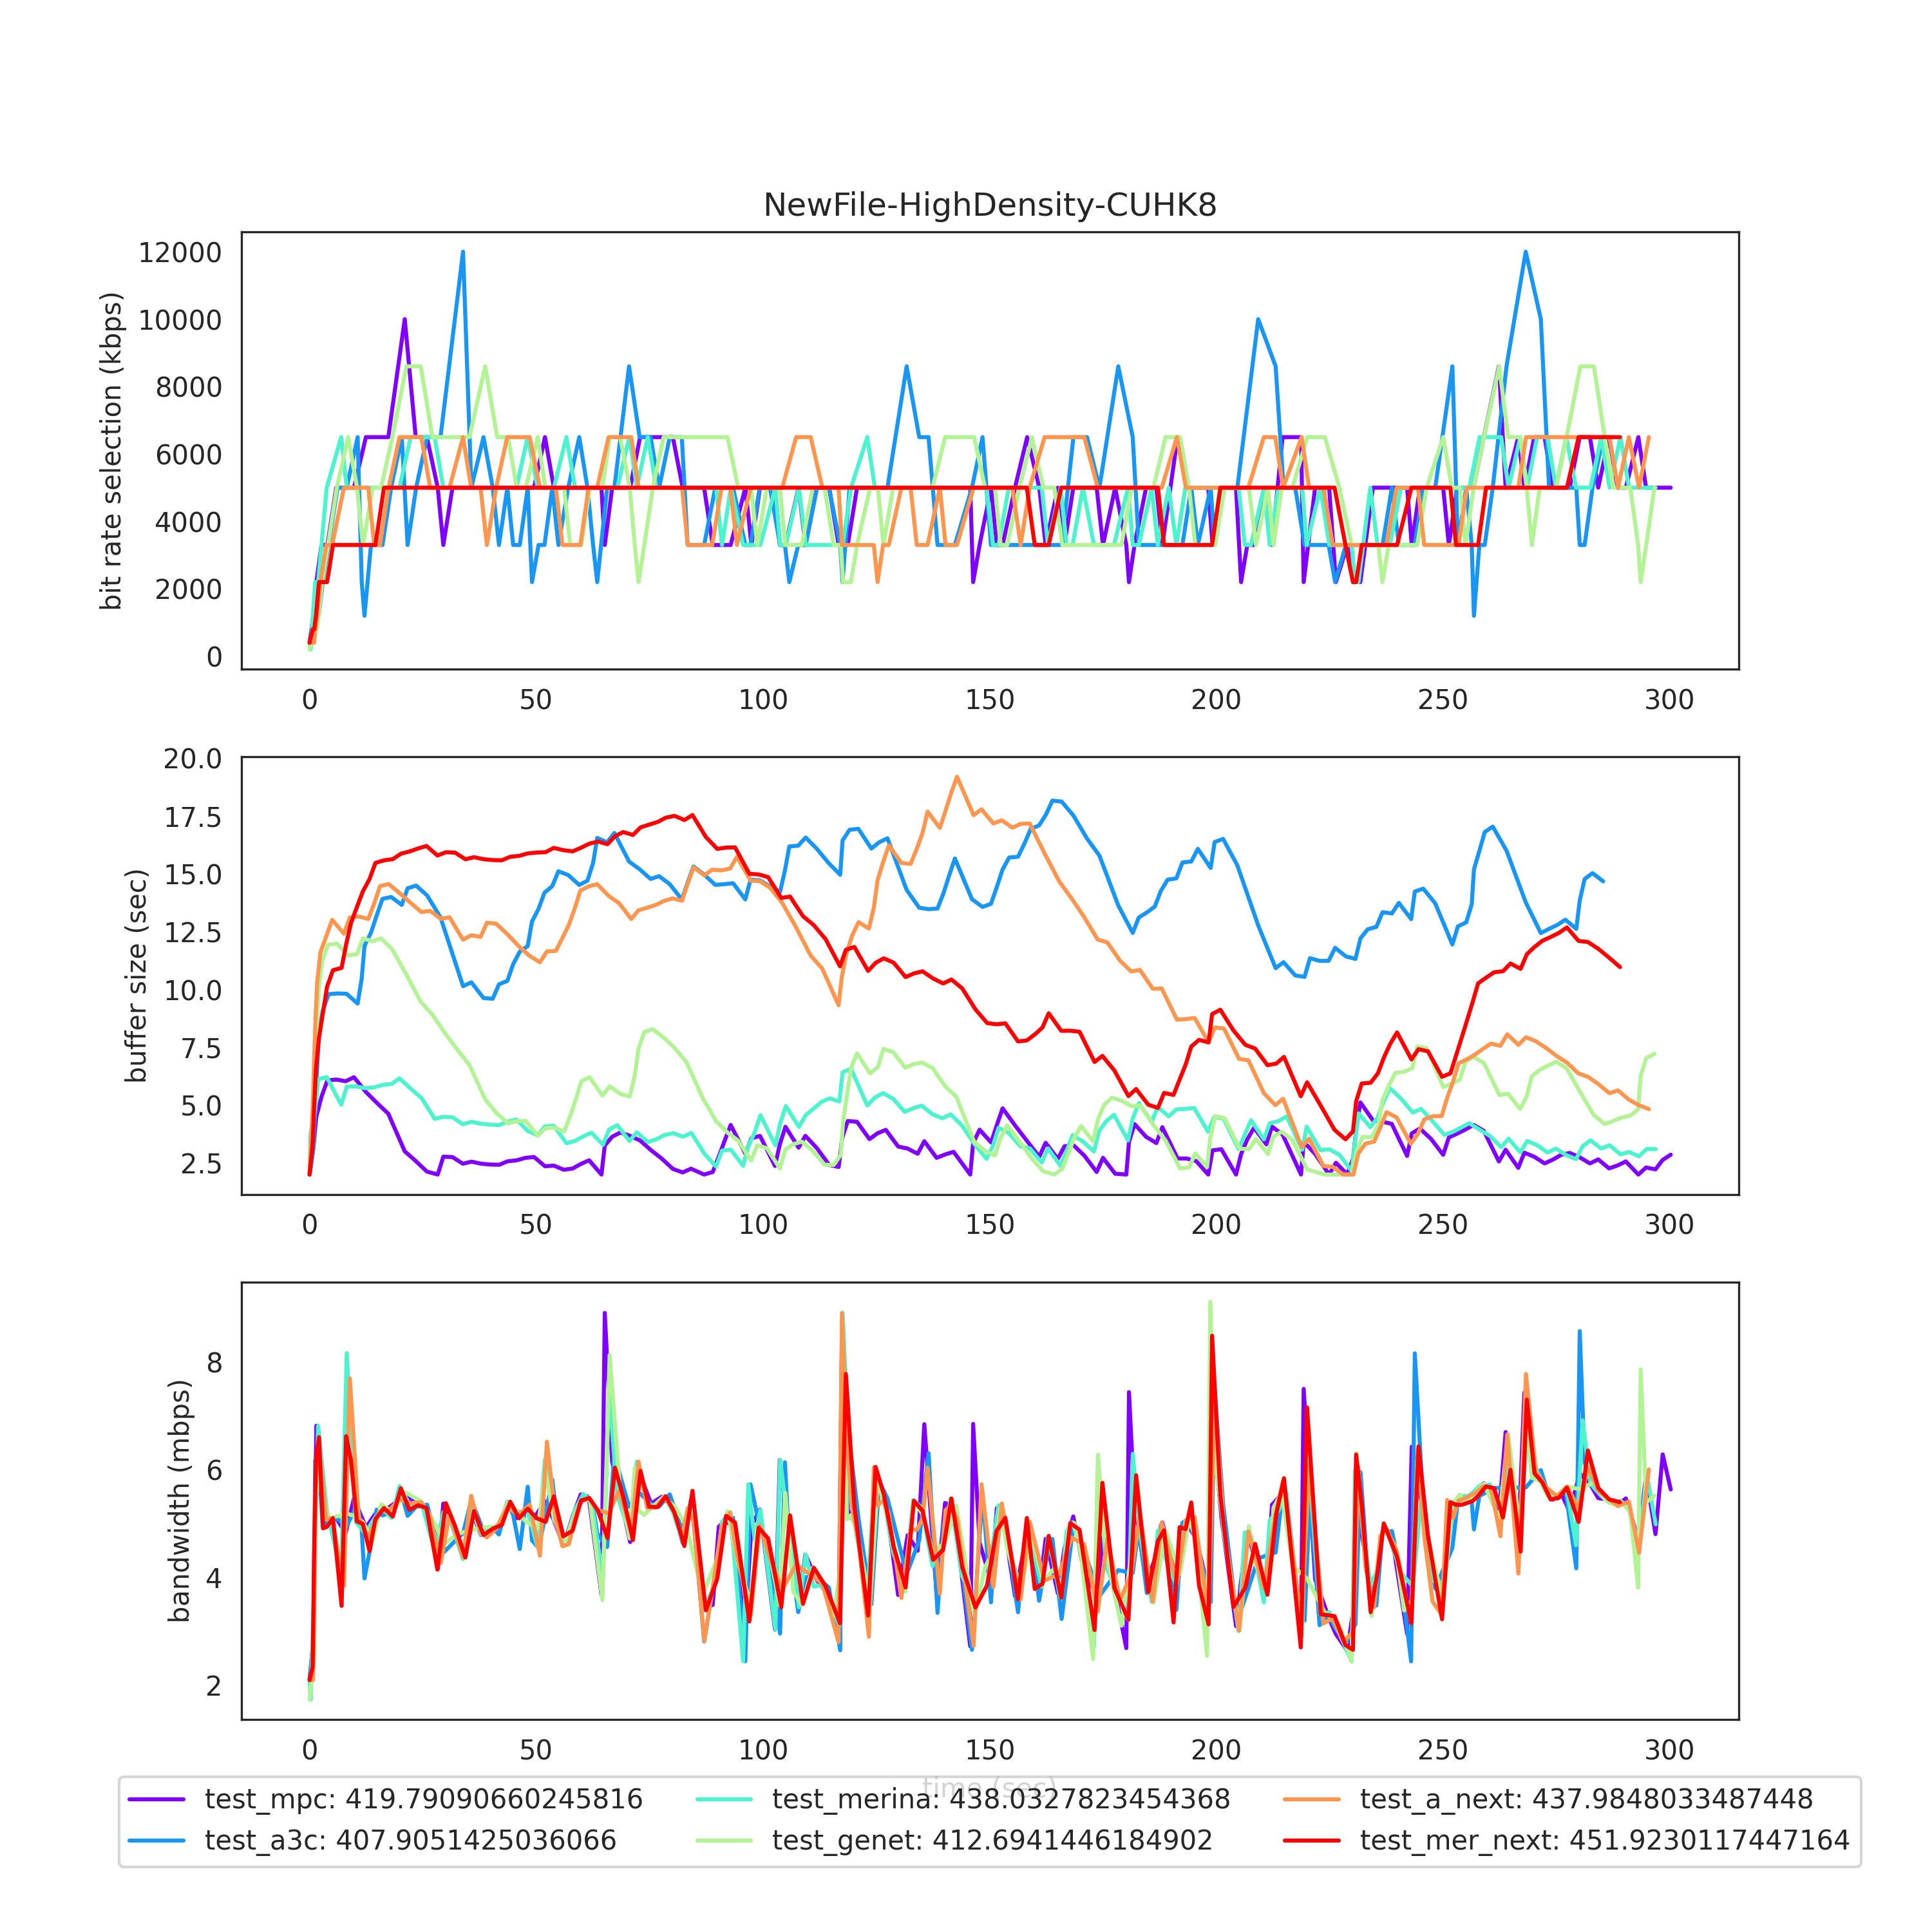 NewFile-HighDensity-CUHK8
bit rate selection (kbps)
12000
10000
8000
6000
4000
2000
0
0 50 100 150 200 250 300
buffer size (sec)
20.0
17.5
15.0
12.5
10.0
7.5
5.0
2.5
0 50 100 150 200 250 300
bandwidth (mbps)
8
6
4
2
0 50 100 150 200 250 300
time (sec)
test_mpc: 419.79090660245816 test_merina: 438.0327823454368 test_a_next: 437.9848033487448
test_a3c: 407.9051425036066 test_genet: 412.6941446184902 test_mer_next: 451.9230117447164